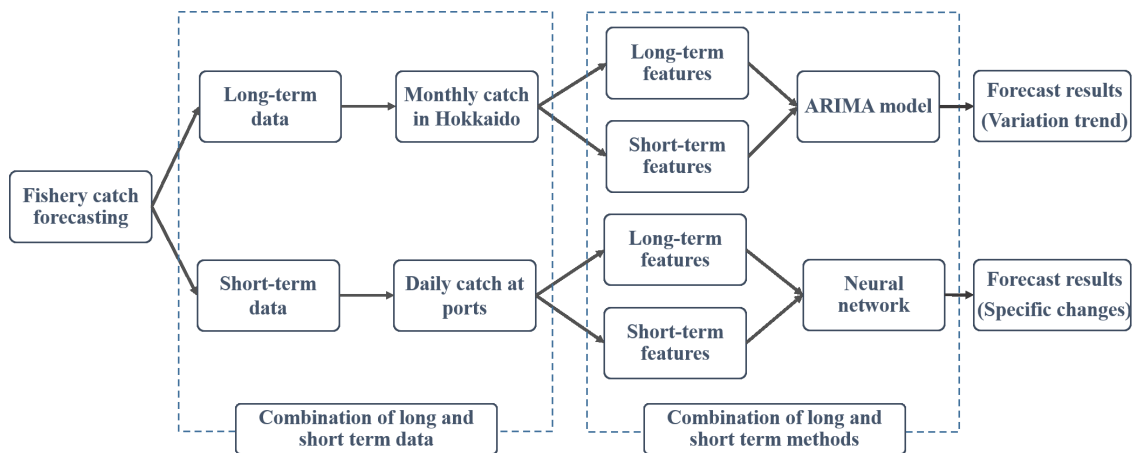 Fishery catch
forecasting
Long-term
data
Monthly catch
in Hokkaido
Long-term
features
Short-term
features
ARIMA model
Forecast results
(Variation trend)
Short-term
data
Daily catch at
ports
Long-term
features
Short-term
features
Neural
network
Forecast results
(Specific changes)
Combination of long and
short term data
Combination of long and
short term methods